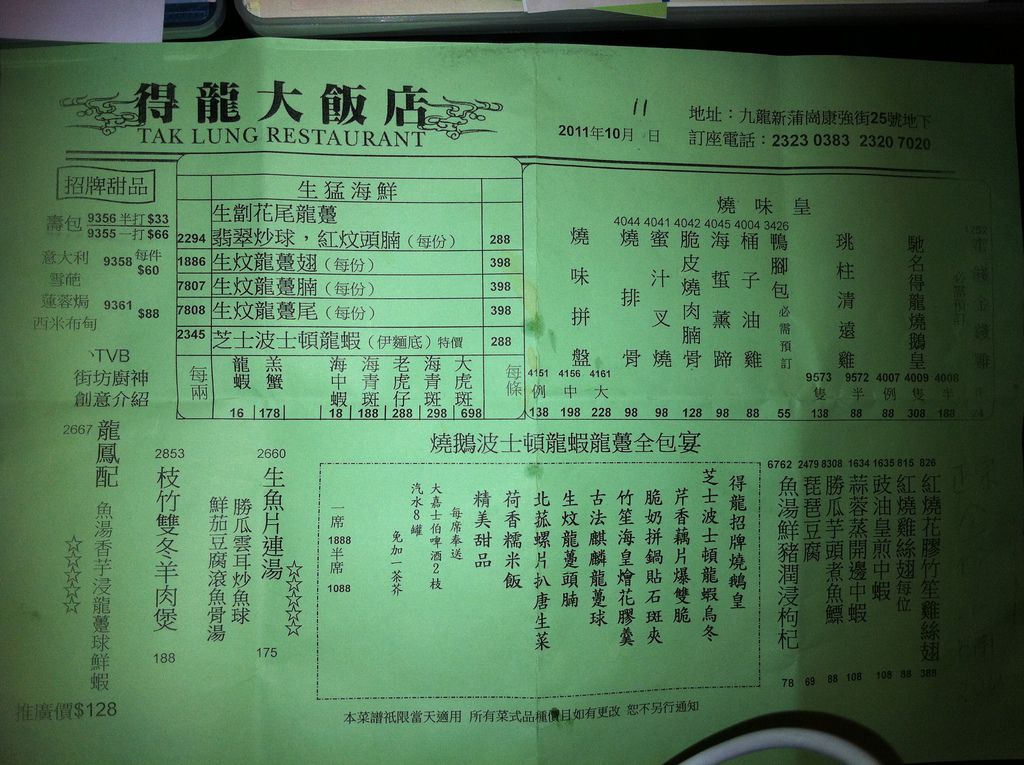 得龍大飯店
TAK LUNG RESTAURANT
2011年10月11日
地址：九龍新蒲崗康強街25號地下
訂座電話：2323 0383 2320 7020
招牌甜品
壽包 9356 半打 $33
9355 一打 $66
意大利雪葩 9358 每件 $60
蓮蓉焗西米布甸 9361 $88
TVB
街坊廚神
創意介紹
2667 龍鳳配
魚湯香芋浸龍躉球鮮蝦
☆☆☆☆☆
推廣價$128
生猛海鮮
生劏花尾龍躉
2294 翡翠炒球，紅炆頭腩（每份） 288
1886 生炆龍躉翅（每份） 398
7807 生炆龍躉腩（每份） 398
7808 生炆龍躉尾（每份） 398
2345 芝士波士頓龍蝦（伊麵底）特價 288
每兩
龍蝦 16
羔蟹 178
海中蝦 18
海青斑 188
老虎仔 288
海青斑 298
大虎斑 698
每條
燒味皇
燒味拼盤
4151 例 138
4156 中 198
4161 大 228
4044 燒排骨 98
4041 蜜汁叉燒 98
4042 脆皮燒肉腩骨 128
4045 海蜇薰蹄 98
4004 桶子油雞 88
3426 鴨腳包 必需預訂 55
珧柱清遠雞
9573 隻 138
9572 半 88
馳名得龍燒鵝皇
4007 例 88
4009 隻 308
4008 半 188
2853 枝竹雙冬羊肉煲 188
鮮茄豆腐滾魚骨湯
勝瓜雲耳炒魚球
2660 生魚片連湯 175
☆☆☆☆☆
燒鵝波士頓龍蝦龍躉全包宴
得龍招牌燒鵝皇
芝士波士頓龍蝦烏冬
芹香藕片爆雙脆
脆奶拼鍋貼石斑夾
竹笙海皇燴花膠羹
古法麒麟龍躉球
生炆龍躉頭腩
北菰螺片扒唐生菜
荷香糯米飯
精美甜品
每席奉送
大嘉士伯啤酒2枝
汽水8罐
免加一茶芥
一席 1888 半席 1088
826 紅燒花膠竹笙雞絲翅 388
815 紅燒雞絲翅 每位 88
1635 豉油皇煎中蝦 108
1634 蒜蓉蒸開邊中蝦 108
8308 勝瓜芋頭煮魚鰾 88
2479 琵琶豆腐 69
6762 魚湯鮮豬潤浸枸杞 78
本菜譜祇限當天適用 所有菜式品種價目如有更改 恕不另行通知